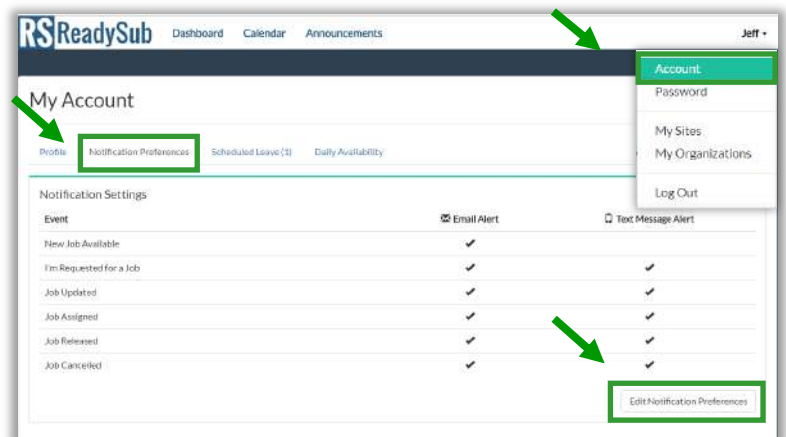 RS ReadySub Dashboard Calendar Announcements Jeff
Account
Password
My Sites
My Organizations
Log Out
My Account
Profile Notification Preferences Scheduled Leave (1) Daily Availability
Notification Settings
Event Email Alert Text Message Alert
New Job Available
I'm Requested for a Job
Job Updated
Job Assigned
Job Released
Job Cancelled
Edit Notification Preferences